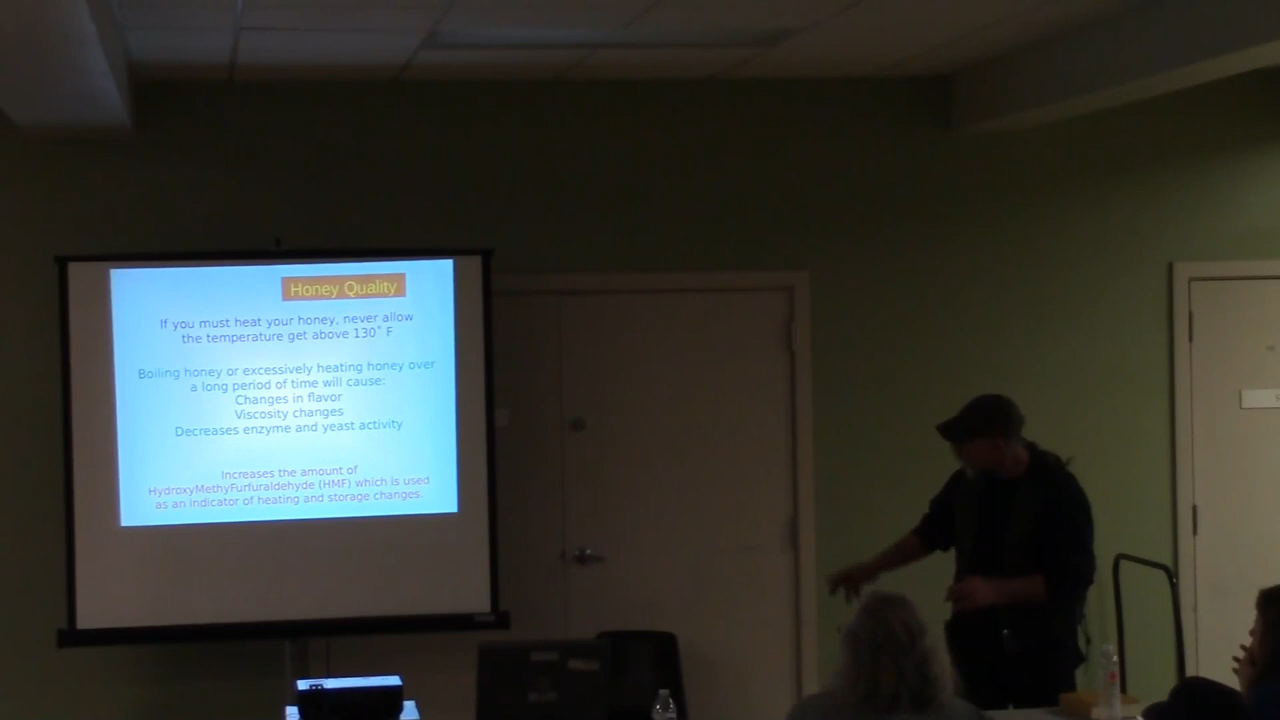 Honey Quality
If you must heat your honey, never allow
the temperature get above 130° F
Boiling honey or excessively heating honey over
a long period of time will cause:
Changes in flavor
Viscosity changes
Decreases enzyme and yeast activity
Increases the amount of
HydroxyMethyFurfuraldehyde (HMF) which is used
as an indicator of heating and storage changes.